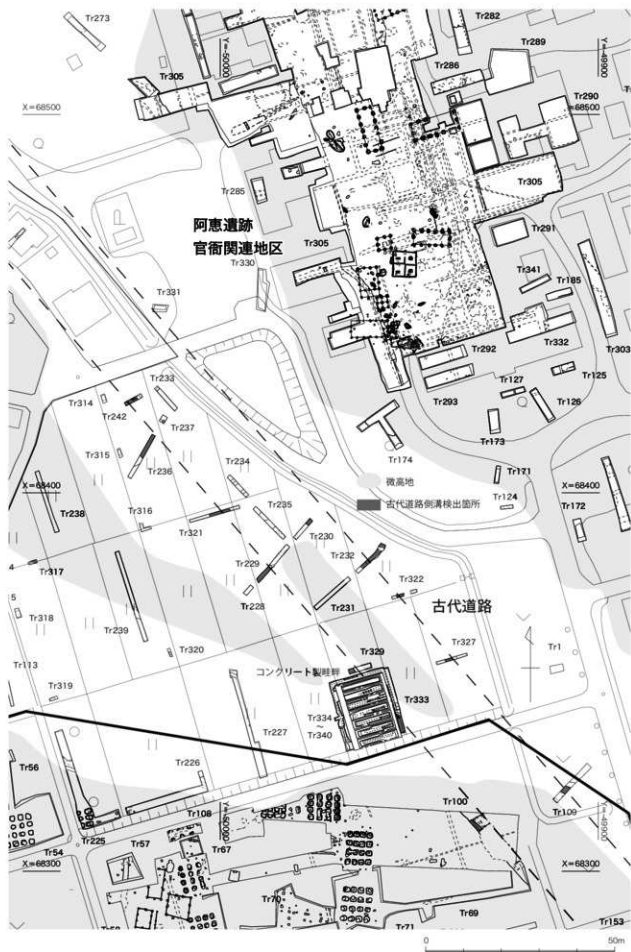 Tr273
Tr282
Tr289
Tr305
Y=-50000
Tr286
Y=-49900
X=68500
Tr290
X=68500
Tr285
Tr305
Tr291
阿恵遺跡
官衙関連地区
Tr305
Tr330
Tr341
Tr185
Tr331
Tr332
Tr303
Tr292
Tr233
Tr125
Tr314
Tr127
Tr242
Tr293
Tr126
Tr237
Tr173
Tr315
Tr236
Tr234
Tr174
Tr171
微高地
X=68400
X=68400
Tr316
Tr124
Tr238
Tr235
古代道路側溝検出箇所
Tr172
Tr321
Tr230
Tr232
Tr229
Tr317
Tr322
Tr228
Tr231
古代道路
Tr318
Tr239
Tr327
Tr320
Tr329
Tr1
Tr113
コンクリート製畦畔
Tr319
Tr333
Tr334
～
Tr340
Tr227
Tr56
Tr226
Tr109
Tr108
Y=-50000
Tr100
Y=-49900
Tr54
Tr225
Tr57
Tr67
X=68300
X=68300
Tr70
Tr69
Tr71
Tr153
0
50m